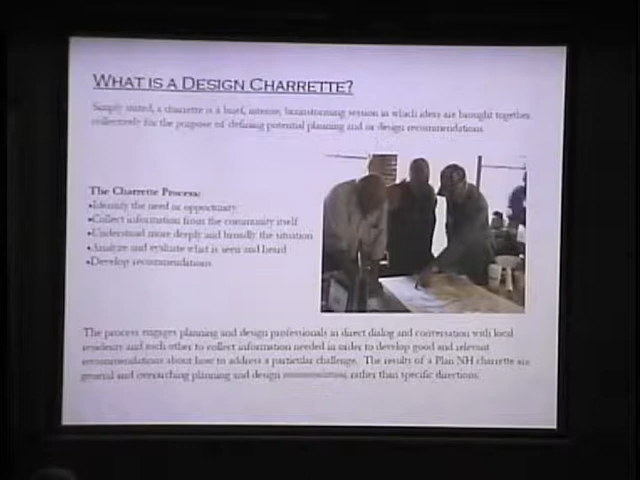 WHAT IS A DESIGN CHARRETTE?
Simply stated, a charrette is a brief, intense, brainstorming session in which ideas are brought together
collectively for the purpose of defining potential planning and or design recommendations
The Charrette Process:
•Identify the need or opportunity
•Collect information from the community itself
•Understand more deeply and broadly the situation
•Analyze and evaluate what is seen and heard
•Develop recommendations
The process engages planning and design professionals in direct dialog and conversation with local
residents and each other to collect information needed in order to develop good and relevant
recommendations about how to address a particular challenge. The results of a Plan NH charrette are
general and overarching planning and design recommendations, rather than specific directions.